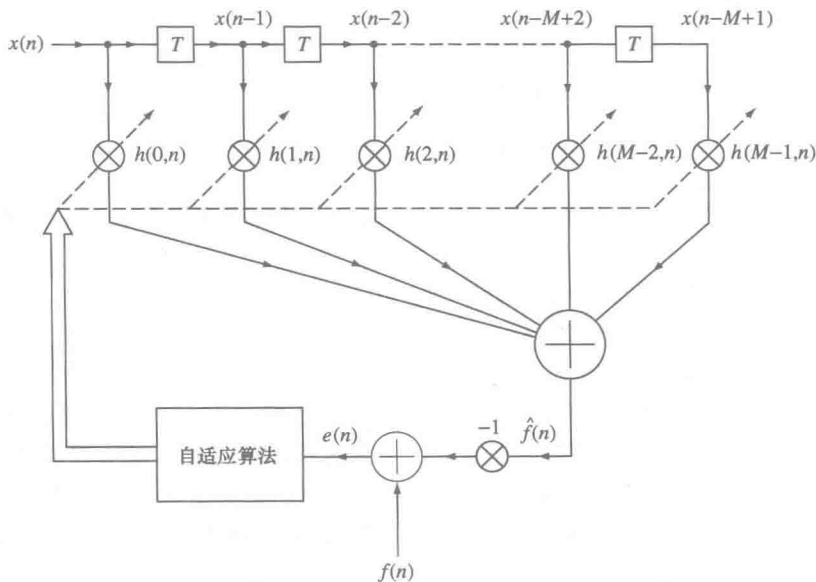 x(n-1) x(n-2) x(n-M+2) x(n-M+1)
x(n) T T T
h(0,n) h(1,n) h(2,n) h(M-2,n) h(M-1,n)
-1 f̂(n)
e(n)
自适应算法
f(n)